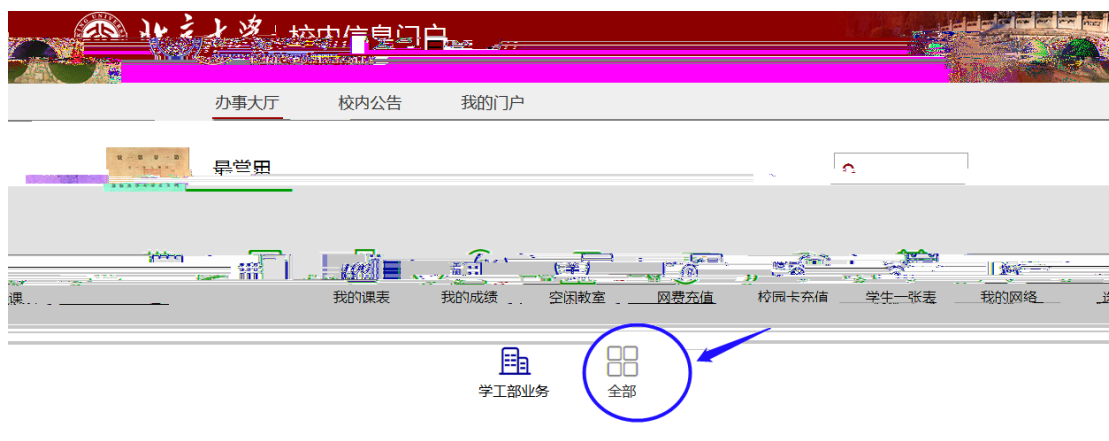 北京大学 校内信息门户
办事大厅 校内公告 我的门户
最常用
课 我的课表 我的成绩 空闲教室 网费充值 校园卡充值 学生一张表 我的网络
学工部业务 全部